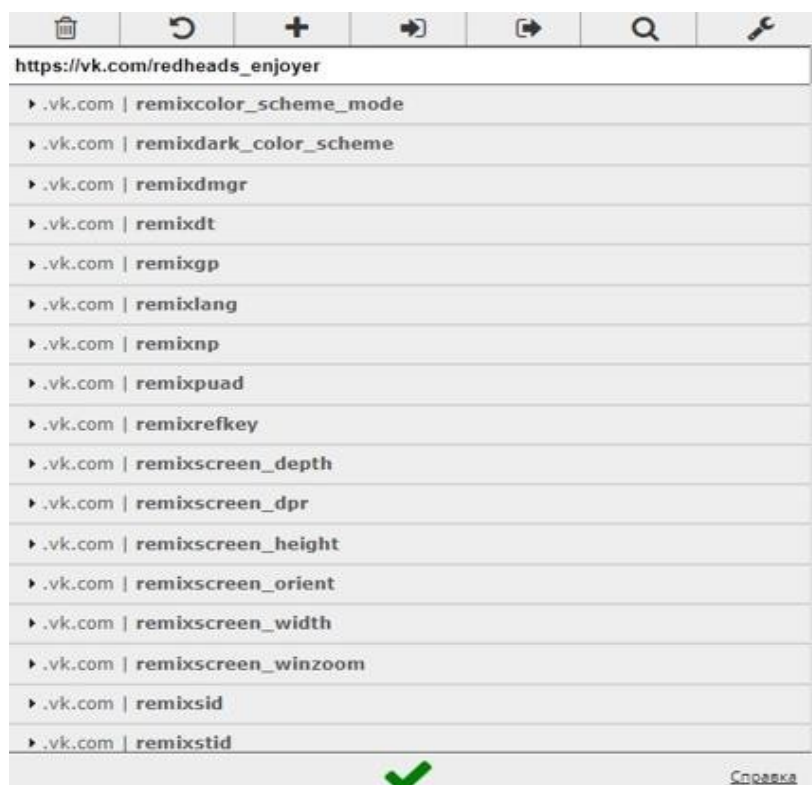 https://vk.com/redheads_enjoyer
.vk.com | remixcolor_scheme_mode
.vk.com | remixdark_color_scheme
.vk.com | remixdmgr
.vk.com | remixdt
.vk.com | remixgp
.vk.com | remixlang
.vk.com | remixnp
.vk.com | remixpuad
.vk.com | remixrefkey
.vk.com | remixscreen_depth
.vk.com | remixscreen_dpr
.vk.com | remixscreen_height
.vk.com | remixscreen_orient
.vk.com | remixscreen_width
.vk.com | remixscreen_winzoom
.vk.com | remixsid
.vk.com | remixstid
Справка